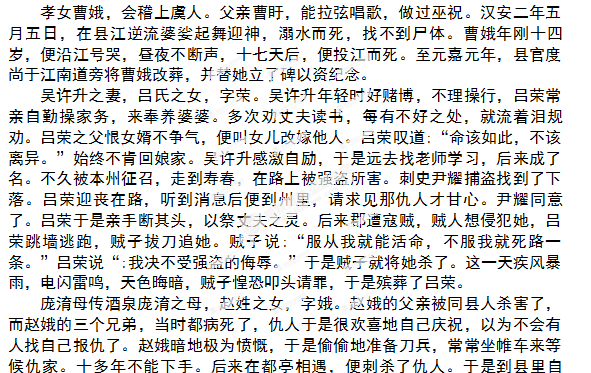 孝女曹娥，会稽上虞人。父亲曹盱，能拉弦唱歌，做过巫祝。汉安二年五
月五日，在县江逆流婆娑起舞迎神，溺水而死，找不到尸体。曹娥年刚十四
岁，便沿江号哭，昼夜不断声，十七天后，便投江而死。至元嘉元年，县官度
尚于江南道旁将曹娥改葬，并替她立了碑以资纪念。
吴许升之妻，吕氏之女，字荣。吴许升年轻时好赌博，不理操行，吕荣常
亲自勤操家务，来奉养婆婆。多次劝丈夫读书，每有不好之处，就流着泪规
劝。吕荣之父恨女婿不争气，便叫女儿改嫁他人。吕荣叹道：“命该如此，不该
离异。”始终不肯回娘家。吴许升感激自励，于是远去找老师学习，后来成了
名。不久被本州征召，走到寿春，在路上被强盗所害。刺史尹耀捕盗找到了下
落。吕荣迎丧在路，听到消息后便到州里，请求见那仇人才甘心。尹耀同意
了。吕荣于是亲手断其头，以祭丈夫之灵。后来郡遭寇贼，贼人想侵犯她，吕
荣跳墙逃跑，贼子拔刀追她。贼子说：“服从我就能活命，不服我就死路一
条。”吕荣说“:我决不受强盗的侮辱。”于是贼子就将她杀了。这一天疾风暴
雨，电闪雷鸣，天色晦暗，贼子惶恐叩头请罪，于是殡葬了吕荣。
庞淯母传酒泉庞淯之母，赵姓之女，字娥。赵娥的父亲被同县人杀害了，
而赵娥的三个兄弟，当时都病死了，仇人于是很欢喜地自己庆祝，以为不会有
人找自己报仇了。赵娥暗地极为愤慨，于是偷偷地准备刀兵，常常坐帷车来等
候仇家。十多年不能下手。后来在都亭相遇，便刺杀了仇人。于是到县里自